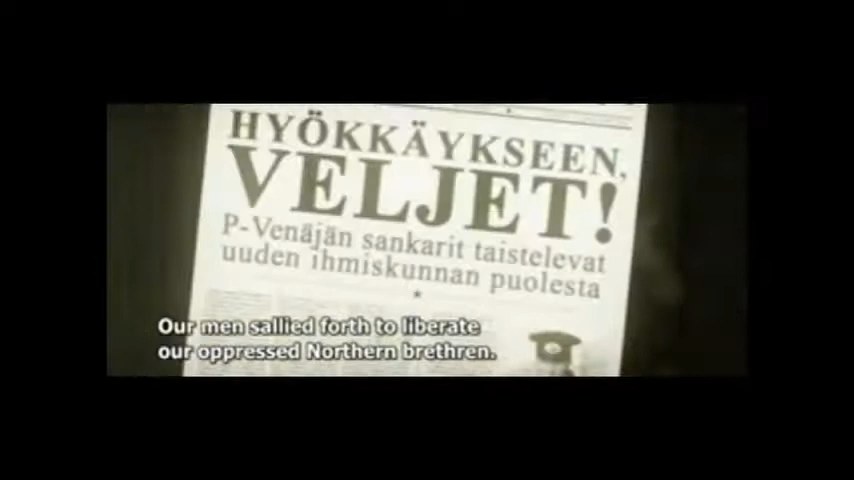 HYÖKKÄYKSEEN,
VELJET!
P-Venäjän sankarit taistelevat
uuden ihmiskunnan puolesta
Our men sallied forth to liberate
our oppressed Northern brethren.